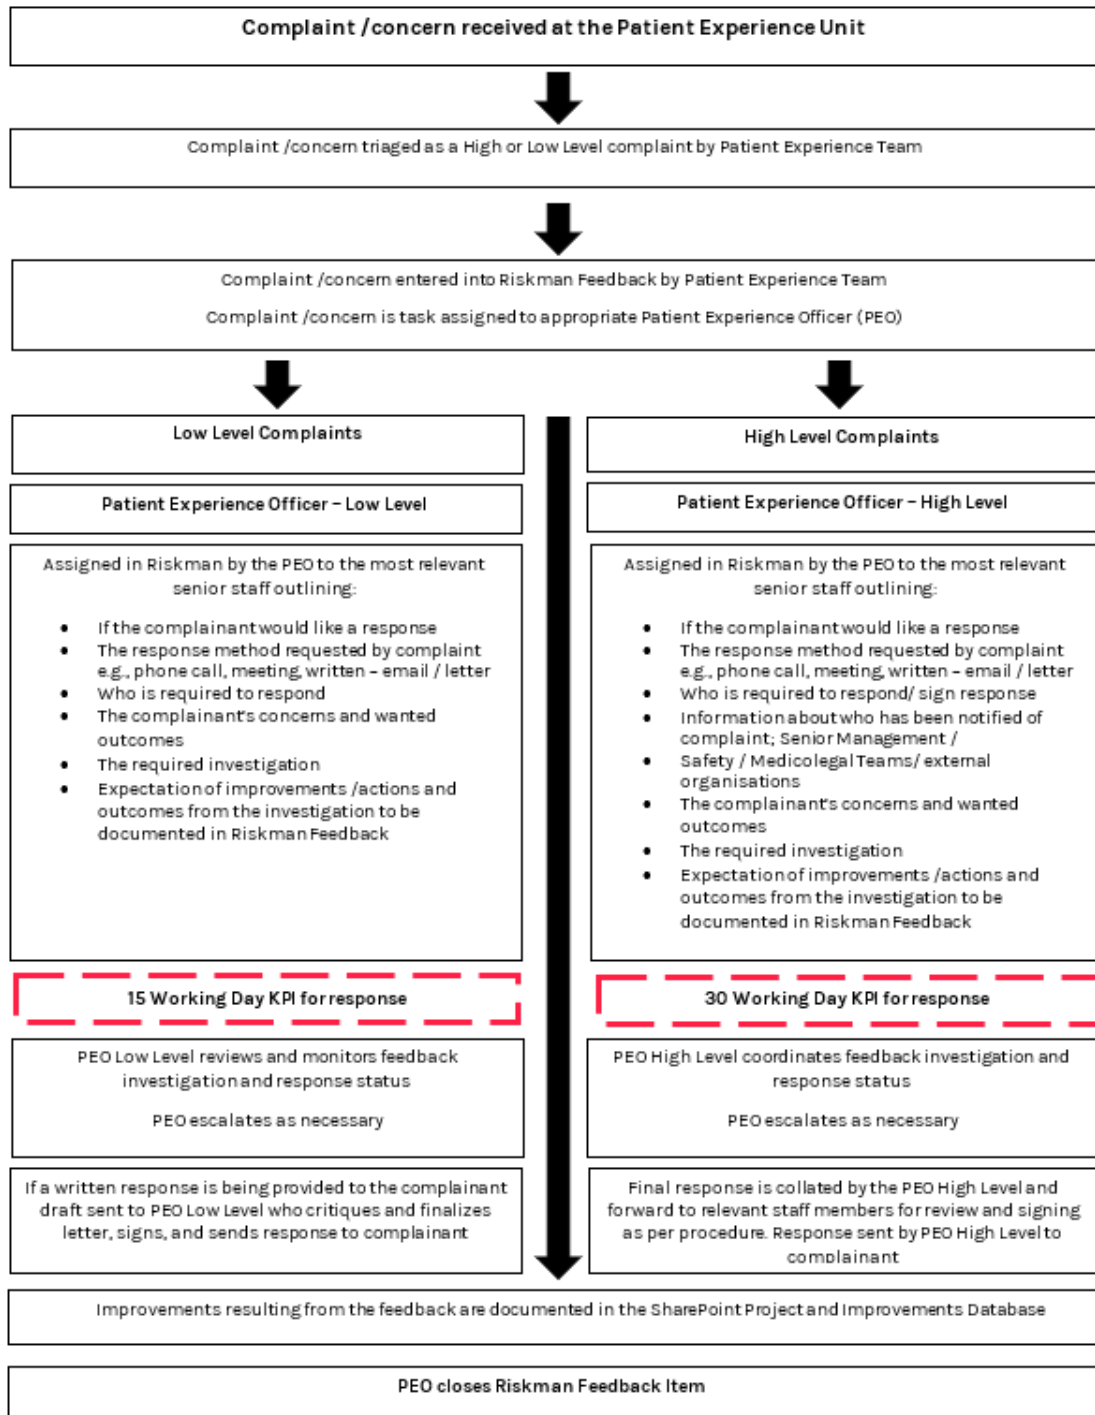 Complaint /concern received at the Patient Experience Unit
Complaint /concern triaged as a High or Low Level complaint by Patient Experience Team
Complaint /concern entered into Riskman Feedback by Patient Experience Team
Complaint /concern is task assigned to appropriate Patient Experience Officer (PEO)
Low Level Complaints
Patient Experience Officer – Low Level
Assigned in Riskman by the PEO to the most relevant
senior staff outlining:
• If the complainant would like a response
• The response method requested by complaint
e.g., phone call, meeting, written – email / letter
• Who is required to respond
• The complainant's concerns and wanted
outcomes
• The required investigation
• Expectation of improvements /actions and
outcomes from the investigation to be
documented in Riskman Feedback
15 Working Day KPI for response
PEO Low Level reviews and monitors feedback
investigation and response status
PEO escalates as necessary
If a written response is being provided to the complainant
draft sent to PEO Low Level who critiques and finalizes
letter, signs, and sends response to complainant
High Level Complaints
Patient Experience Officer – High Level
Assigned in Riskman by the PEO to the most relevant
senior staff outlining:
• If the complainant would like a response
• The response method requested by complaint
e.g., phone call, meeting, written – email / letter
• Who is required to respond/ sign response
• Information about who has been notified of
complaint; Senior Management /
• Safety / Medicolegal Teams/ external
organisations
• The complainant's concerns and wanted
outcomes
• The required investigation
• Expectation of improvements /actions and
outcomes from the investigation to be
documented in Riskman Feedback
30 Working Day KPI for response
PEO High Level coordinates feedback investigation and
response status
PEO escalates as necessary
Final response is collated by the PEO High Level and
forward to relevant staff members for review and signing
as per procedure. Response sent by PEO High Level to
complainant
Improvements resulting from the feedback are documented in the SharePoint Project and Improvements Database
PEO closes Riskman Feedback Item